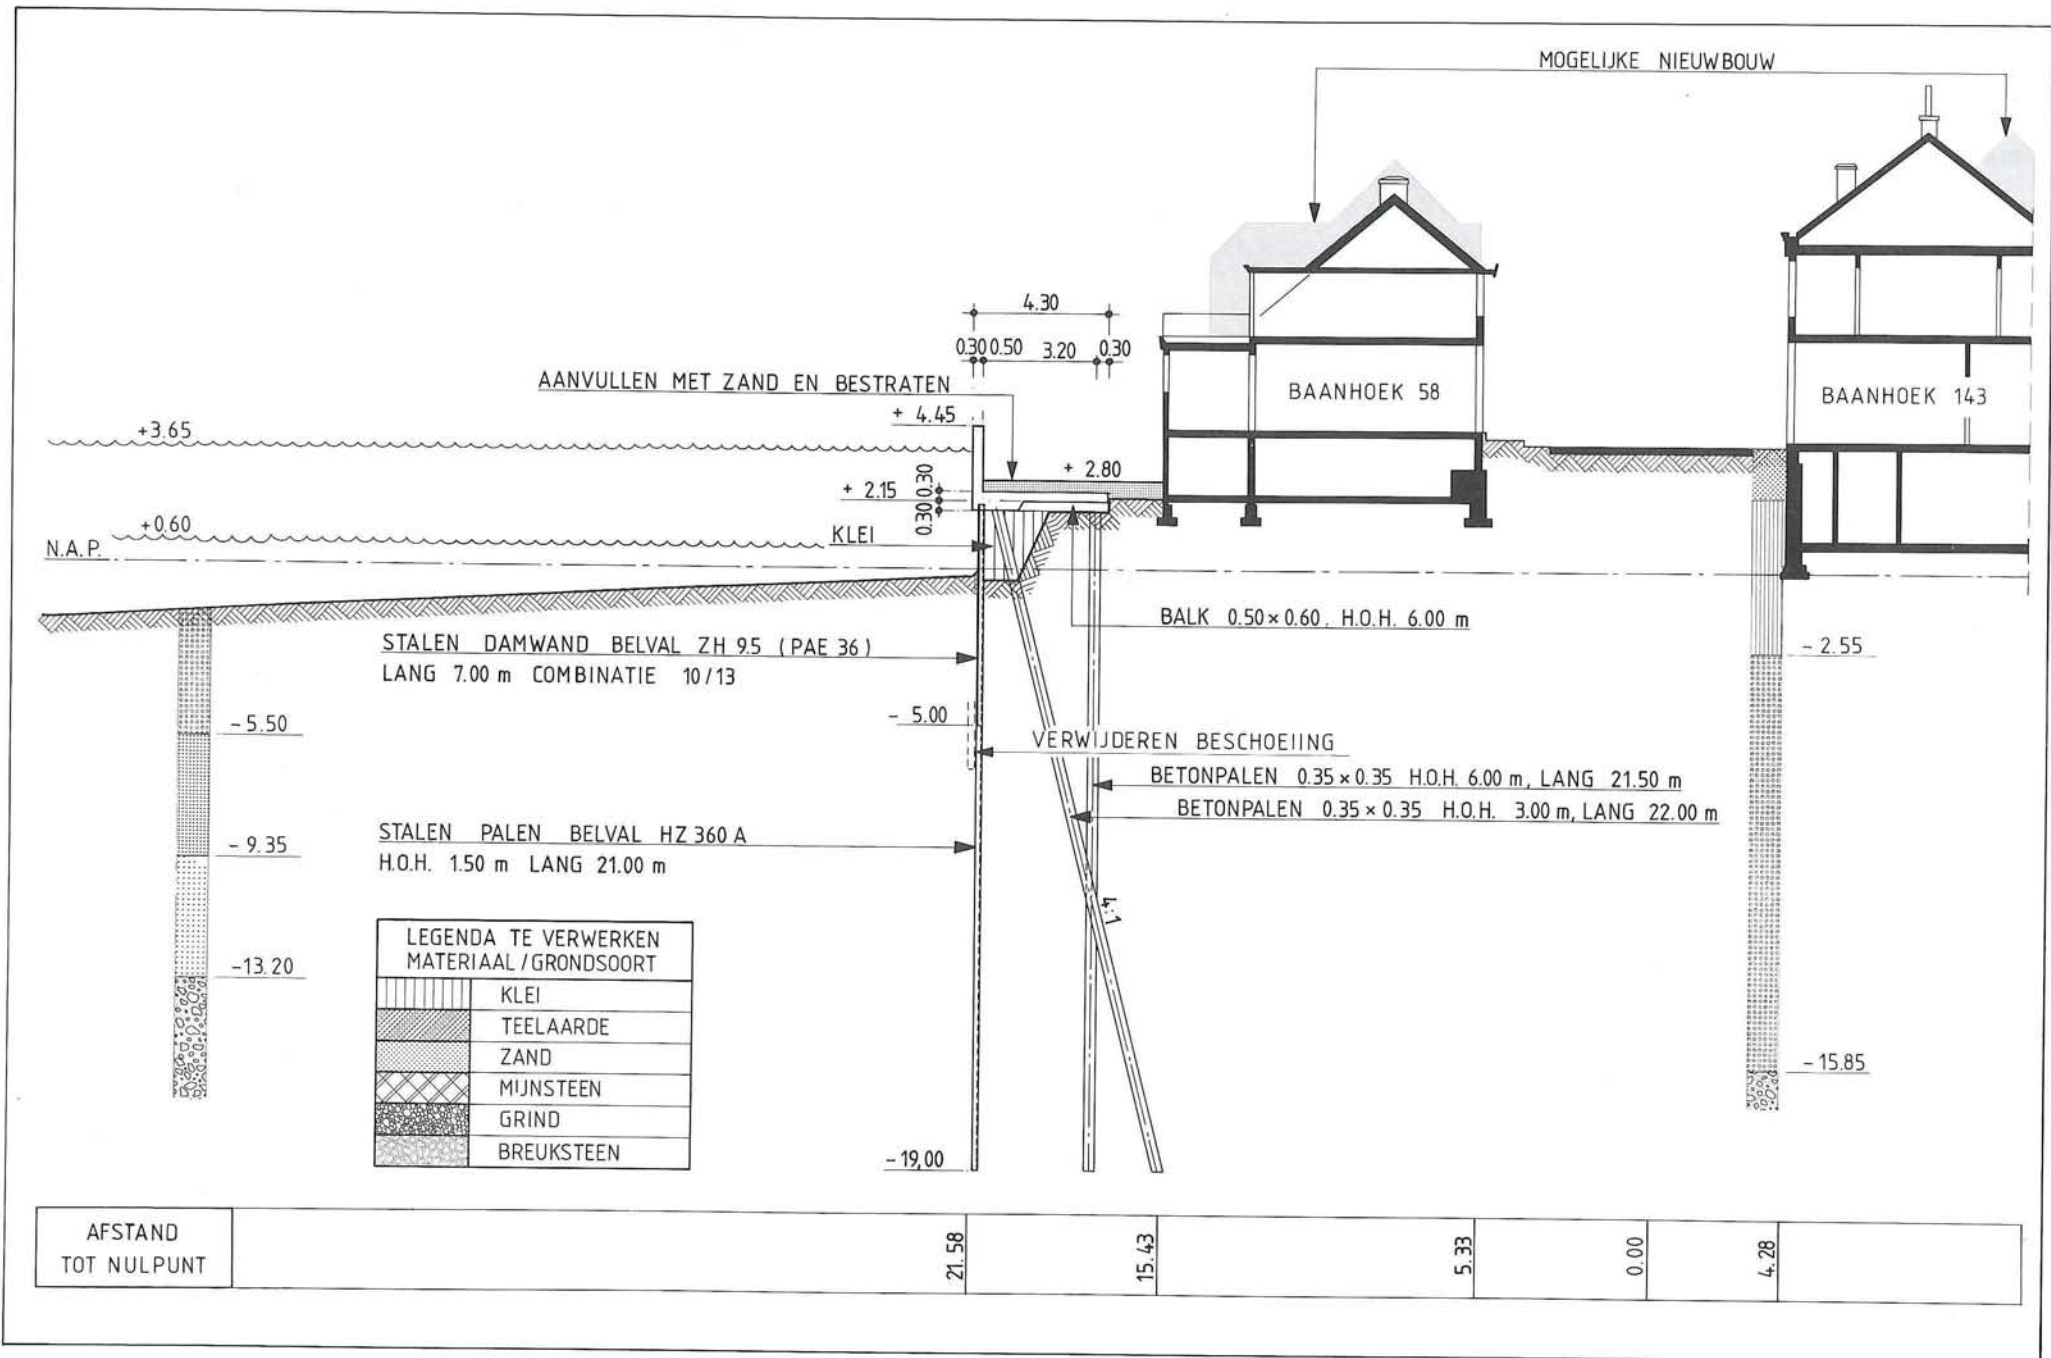 MOGELIJKE NIEUWBOUW
4.30
0.30 0.50 3.20 0.30
AANVULLEN MET ZAND EN BESTRATEN
BAANHOEK 58
BAANHOEK 143
+ 4.45
+3.65
+ 2.80
+ 2.15
0.30
0.30
+0.60
KLEI
N.A.P.
BALK 0.50 × 0.60. H.O.H. 6.00 m
STALEN DAMWAND BELVAL ZH 9.5 (PAE 36)
LANG 7.00 m COMBINATIE 10/13
- 2.55
- 5.50
- 5.00
VERWIJDEREN BESCHOEIING
BETONPALEN 0.35 × 0.35 H.O.H. 6.00 m, LANG 21.50 m
BETONPALEN 0.35 × 0.35 H.O.H. 3.00 m, LANG 22.00 m
STALEN PALEN BELVAL HZ 360 A
H.O.H. 1.50 m LANG 21.00 m
- 9.35
4:1
-13.20
LEGENDA TE VERWERKEN
MATERIAAL / GRONDSOORT
KLEI
TEELAARDE
ZAND
MIJNSTEEN
GRIND
BREUKSTEEN
- 15.85
- 19,00
AFSTAND
TOT NULPUNT
21.58
15.43
5.33
0.00
4.28